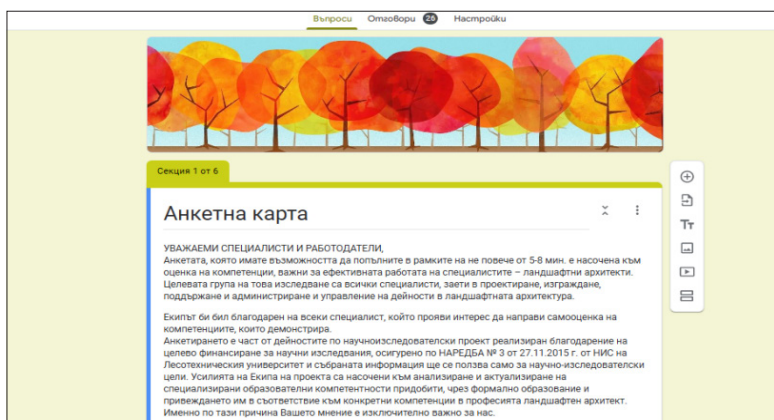 Въпроси Отговори 26 Настройки
Секция 1 от 6
Анкетна карта
УВАЖАЕМИ СПЕЦИАЛИСТИ И РАБОТОДАТЕЛИ,
Анкетата, която имате възможността да попълните в рамките на не повече от 5-8 мин. е насочена към
оценка на компетенции, важни за ефективната работата на специалистите – ландшафтни архитекти.
Целевата група на това изследване са всички специалисти, заети в проектиране, изграждане,
поддържане и администриране и управление на дейности в ландшафтната архитектура.
Екипът би бил благодарен на всеки специалист, който прояви интерес да направи самооценка на
компетенциите, които демонстрира.
Анкетирането е част от дейностите по научноизследователски проект реализиран благодарение на
целево финансиране за научни изследвания, осигурено по НАРЕДБА № 3 от 27.11.2015 г. от НИС на
Лесотехническия университет и събраната информация ще се ползва само за научно-изследователски
цели. Усилията на Екипа на проекта са насочени към анализиране и актуализиране на
специализирани образователни компетентности придобити, чрез формално образование и
привеждането им в съответствие към конкретни компетенции в професията ландшафтен архитект.
Именно по тази причина Вашето мнение е изключително важно за нас.
Тт